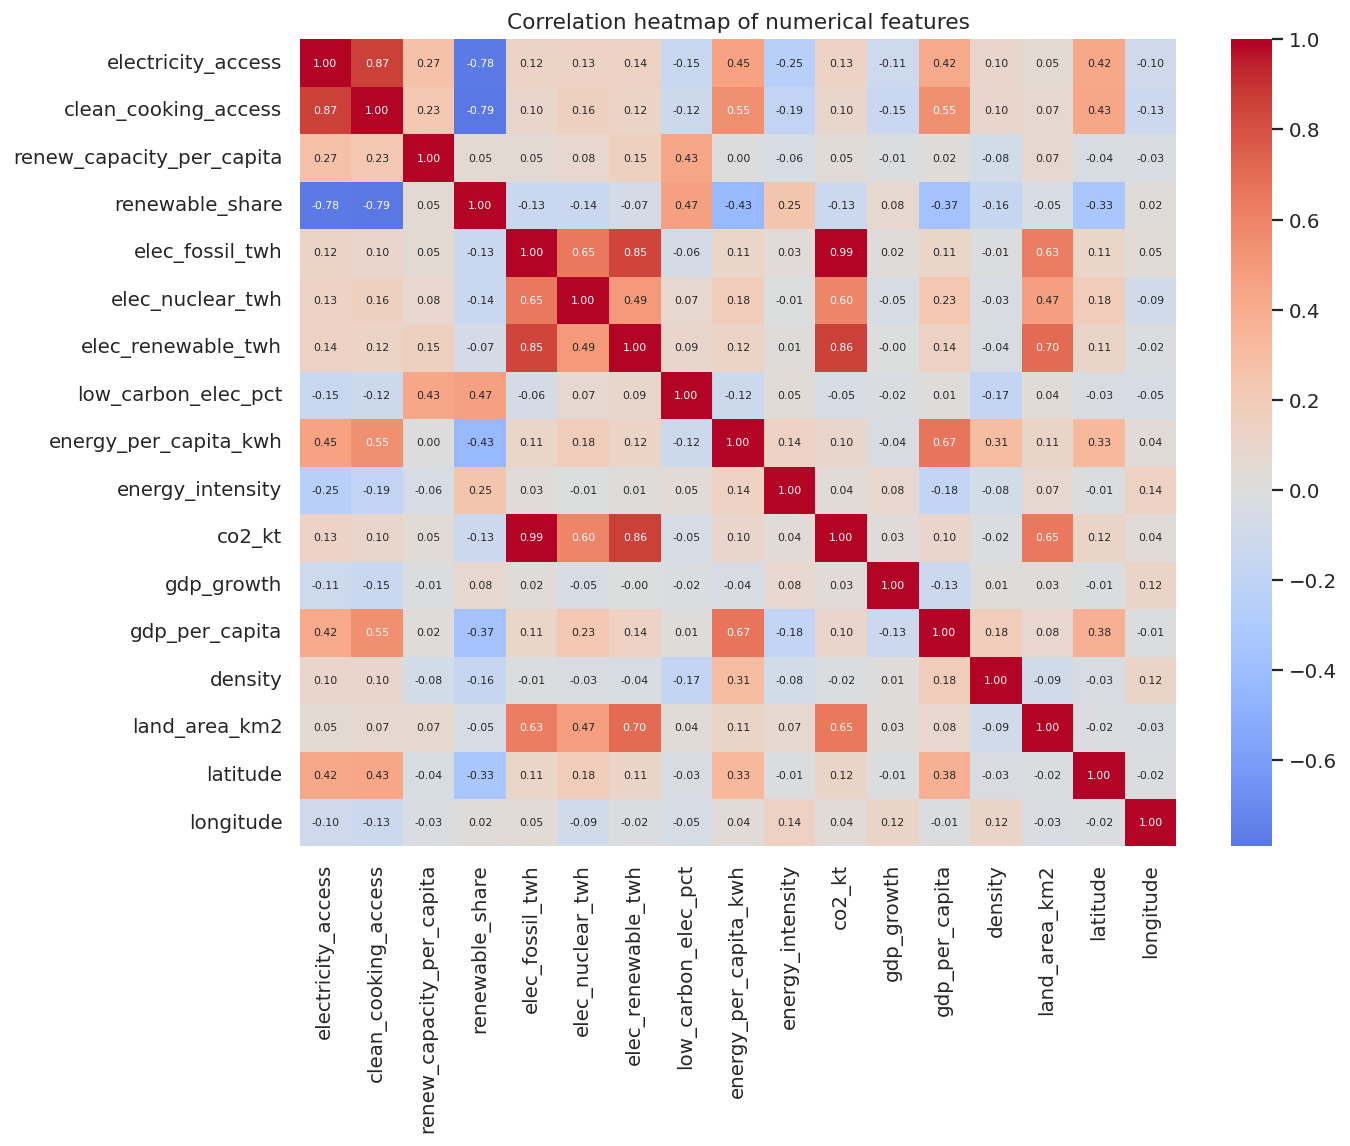 Correlation heatmap of numerical features
electricity_access 1.00 0.87 0.27 -0.78 0.12 0.13 0.14 -0.15 0.45 -0.25 0.13 -0.11 0.42 0.10 0.05 0.42 -0.10
clean_cooking_access 0.87 1.00 0.23 -0.79 0.10 0.16 0.12 -0.12 0.55 -0.19 0.10 -0.15 0.55 0.10 0.07 0.43 -0.13
renew_capacity_per_capita 0.27 0.23 1.00 0.05 0.05 0.08 0.15 0.43 0.00 -0.06 0.05 -0.01 0.02 -0.08 0.07 -0.04 -0.03
renewable_share -0.78 -0.79 0.05 1.00 -0.13 -0.14 -0.07 0.47 -0.43 0.25 -0.13 0.08 -0.37 -0.16 -0.05 -0.33 0.02
elec_fossil_twh 0.12 0.10 0.05 -0.13 1.00 0.65 0.85 -0.06 0.11 0.03 0.99 0.02 0.11 -0.01 0.63 0.11 0.05
elec_nuclear_twh 0.13 0.16 0.08 -0.14 0.65 1.00 0.49 0.07 0.18 -0.01 0.60 -0.05 0.23 -0.03 0.47 0.18 -0.09
elec_renewable_twh 0.14 0.12 0.15 -0.07 0.85 0.49 1.00 0.09 0.12 0.01 0.86 -0.00 0.14 -0.04 0.70 0.11 -0.02
low_carbon_elec_pct -0.15 -0.12 0.43 0.47 -0.06 0.07 0.09 1.00 -0.12 0.05 -0.05 -0.02 0.01 -0.17 0.04 -0.03 -0.05
energy_per_capita_kwh 0.45 0.55 0.00 -0.43 0.11 0.18 0.12 -0.12 1.00 0.14 0.10 -0.04 0.67 0.31 0.11 0.33 0.04
energy_intensity -0.25 -0.19 -0.06 0.25 0.03 -0.01 0.01 0.05 0.14 1.00 0.04 0.08 -0.18 -0.08 0.07 -0.01 0.14
co2_kt 0.13 0.10 0.05 -0.13 0.99 0.60 0.86 -0.05 0.10 0.04 1.00 0.03 0.10 -0.02 0.65 0.12 0.04
gdp_growth -0.11 -0.15 -0.01 0.08 0.02 -0.05 -0.00 -0.02 -0.04 0.08 0.03 1.00 -0.13 0.01 0.03 -0.01 0.12
gdp_per_capita 0.42 0.55 0.02 -0.37 0.11 0.23 0.14 0.01 0.67 -0.18 0.10 -0.13 1.00 0.18 0.08 0.38 -0.01
density 0.10 0.10 -0.08 -0.16 -0.01 -0.03 -0.04 -0.17 0.31 -0.08 -0.02 0.01 0.18 1.00 -0.09 -0.03 0.12
land_area_km2 0.05 0.07 0.07 -0.05 0.63 0.47 0.70 0.04 0.11 0.07 0.65 0.03 0.08 -0.09 1.00 -0.02 -0.03
latitude 0.42 0.43 -0.04 -0.33 0.11 0.18 0.11 -0.03 0.33 -0.01 0.12 -0.01 0.38 -0.03 -0.02 1.00 -0.02
longitude -0.10 -0.13 -0.03 0.02 0.05 -0.09 -0.02 -0.05 0.04 0.14 0.04 0.12 -0.01 0.12 -0.03 -0.02 1.00
electricity_access
clean_cooking_access
renew_capacity_per_capita
renewable_share
elec_fossil_twh
elec_nuclear_twh
elec_renewable_twh
low_carbon_elec_pct
energy_per_capita_kwh
energy_intensity
co2_kt
gdp_growth
gdp_per_capita
density
land_area_km2
latitude
longitude
1.0
0.8
0.6
0.4
0.2
0.0
−0.2
−0.4
−0.6